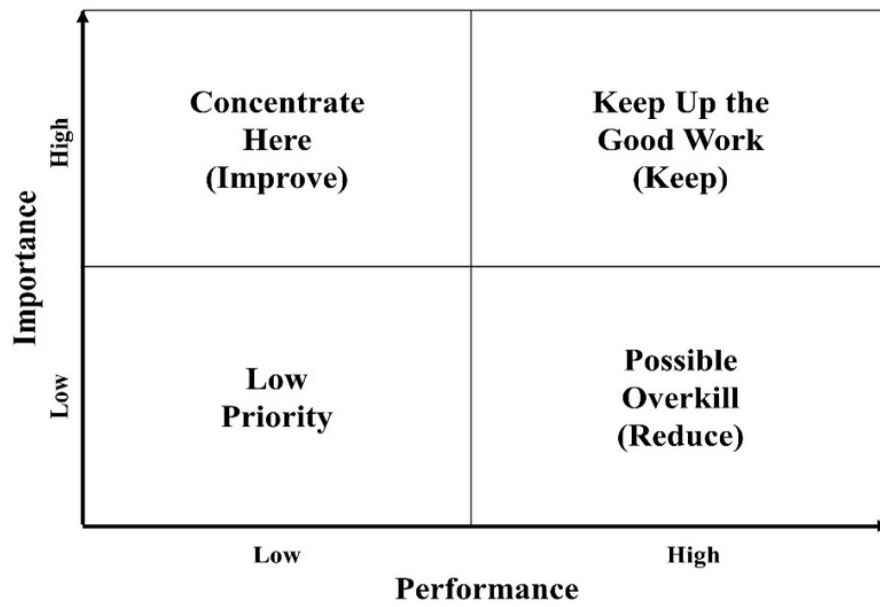 Importance
High
Low
Concentrate
Here
(Improve)
Keep Up the
Good Work
(Keep)
Low
Priority
Possible
Overkill
(Reduce)
Low
High
Performance